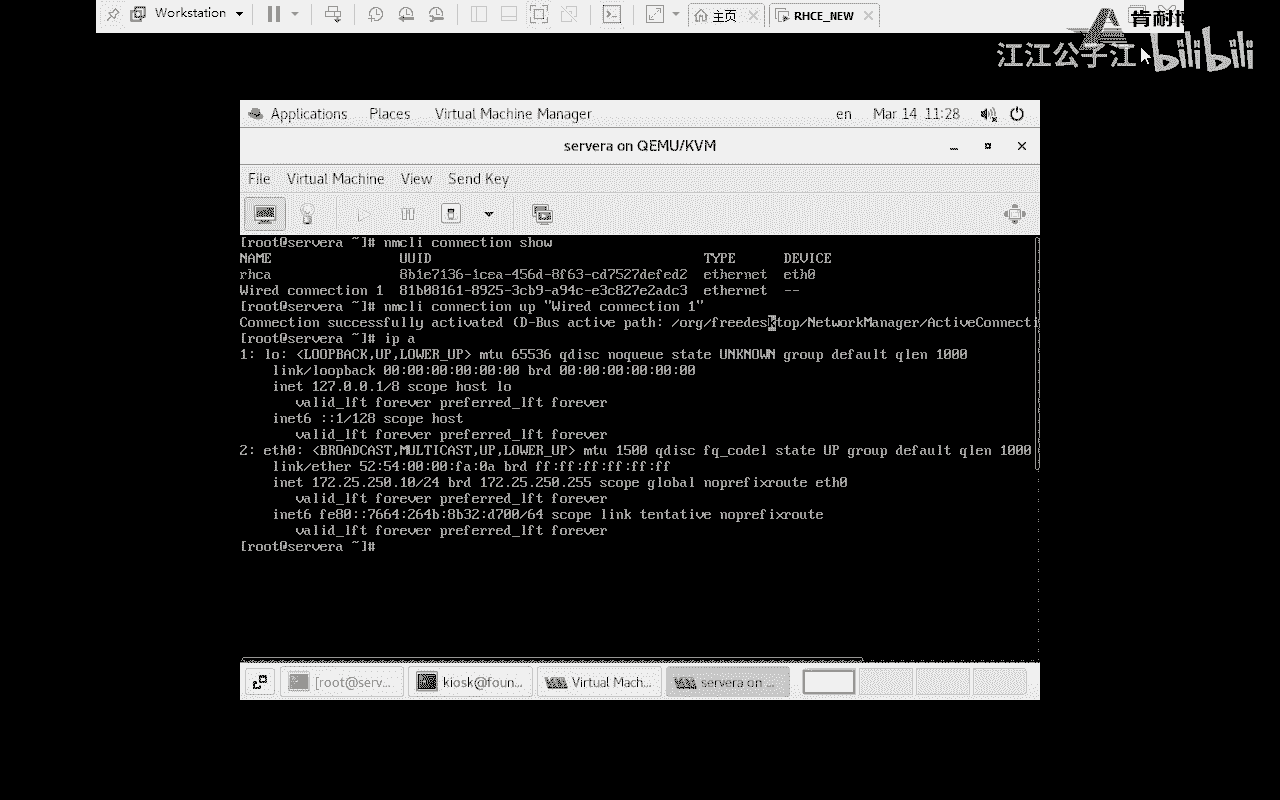 Workstation
主页
RHCE_NEW
肯耐博
江江公子江
bilibili
Applications Places Virtual Machine Manager en Mar 14 11:28
servera on QEMU/KVM
File Virtual Machine View Send Key
[root@servera ~]# nmcli connection show
NAME UUID TYPE DEVICE
rhca 8b1e7136-1cea-456d-8f63-cd7527defed2 ethernet eth0
Wired connection 1 81b08161-8925-3cb9-a94c-e3c827e2adc3 ethernet --
[root@servera ~]# nmcli connection up "Wired connection 1"
Connection successfully activated (D-Bus active path: /org/freedesktop/NetworkManager/ActiveConnecti
[root@servera ~]# ip a
1: lo: <LOOPBACK,UP,LOWER_UP> mtu 65536 qdisc noqueue state UNKNOWN group default qlen 1000
link/loopback 00:00:00:00:00:00 brd 00:00:00:00:00:00
inet 127.0.0.1/8 scope host lo
valid_lft forever preferred_lft forever
inet6 ::1/128 scope host
valid_lft forever preferred_lft forever
2: eth0: <BROADCAST,MULTICAST,UP,LOWER_UP> mtu 1500 qdisc fq_codel state UP group default qlen 1000
link/ether 52:54:00:00:fa:0a brd ff:ff:ff:ff:ff:ff
inet 172.25.250.10/24 brd 172.25.250.255 scope global noprefixroute eth0
valid_lft forever preferred_lft forever
inet6 fe80::7664:264b:8b32:d700/64 scope link tentative noprefixroute
valid_lft forever preferred_lft forever
[root@servera ~]#
[root@serv... kiosk@foun... Virtual Mach... servera on ...